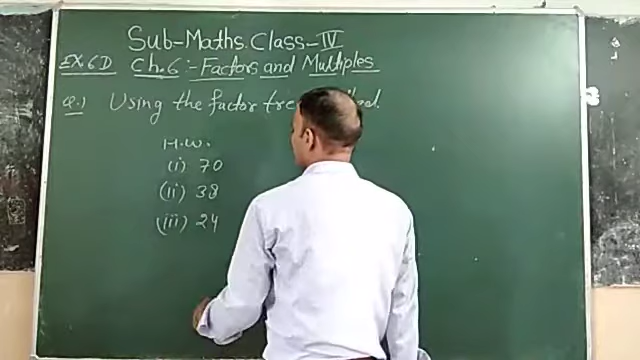 Sub-Maths. Class-IV
EX 6D Ch.6:- Factors and Multiples
Q.1 Using the factor tre
H.W.
(i) 70
(ii) 38
(iii) 24